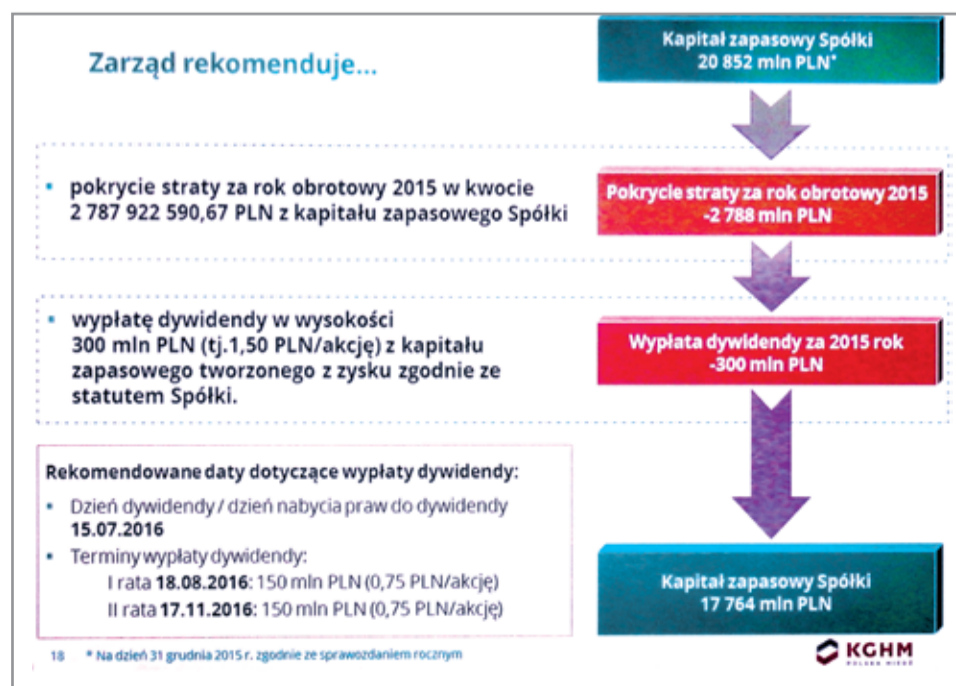 Zarząd rekomenduje...
Kapitał zapasowy Spółki
20 852 mln PLN*
▪ pokrycie straty za rok obrotowy 2015 w kwocie
2 787 922 590,67 PLN z kapitału zapasowego Spółki
Pokrycie straty za rok obrotowy 2015
-2 788 mln PLN
▪ wypłatę dywidendy w wysokości
300 mln PLN (tj.1,50 PLN/akcję) z kapitału
zapasowego tworzonego z zysku zgodnie ze
statutem Spółki.
Wypłata dywidendy za 2015 rok
-300 mln PLN
Rekomendowane daty dotyczące wypłaty dywidendy:
▪ Dzień dywidendy / dzień nabycia praw do dywidendy
15.07.2016
▪ Terminy wypłaty dywidendy:
I rata 18.08.2016: 150 mln PLN (0,75 PLN/akcję)
II rata 17.11.2016: 150 mln PLN (0,75 PLN/akcję)
Kapitał zapasowy Spółki
17 764 mln PLN
18 * Na dzień 31 grudnia 2015 r. zgodnie ze sprawozdaniem rocznym
KGHM
POLSKA MIEDŹ